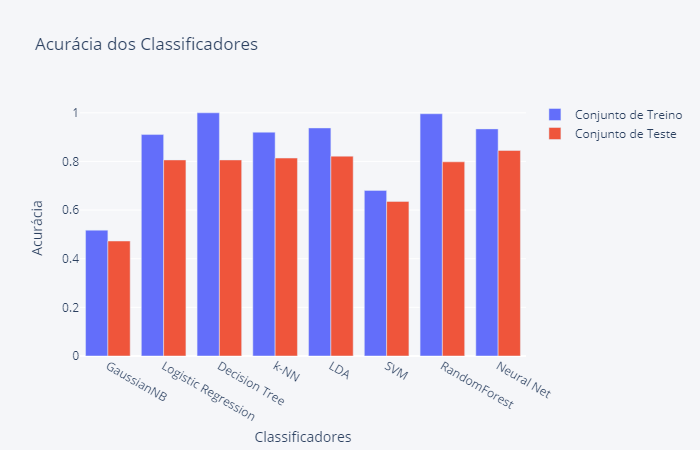 Acurácia dos Classificadores
Conjunto de Treino
Conjunto de Teste
1
0.8
0.6
0.4
0.2
0
Acurácia
GaussianNB
Logistic Regression
Decision Tree
k-NN
LDA
SVM
RandomForest
Neural Net
Classificadores